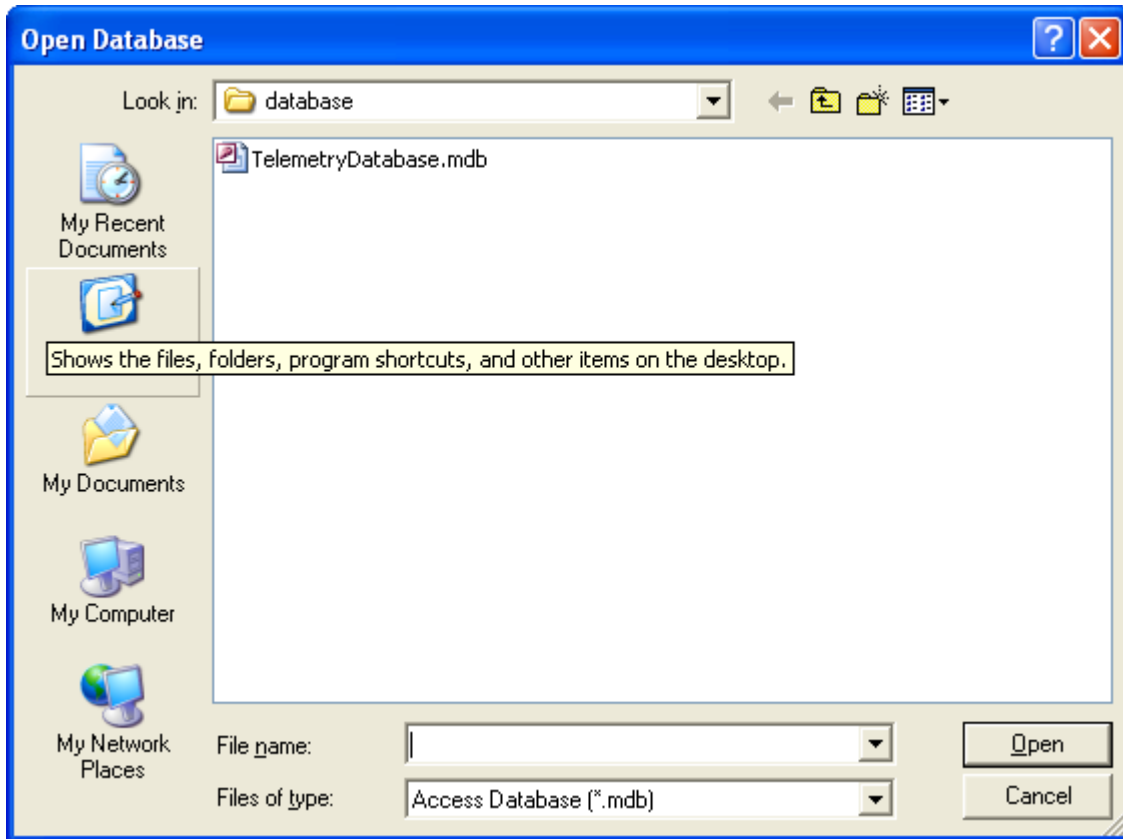 Open Database
Look in:
database
TelemetryDatabase.mdb
My Recent
Documents
Shows the files, folders, program shortcuts, and other items on the desktop.
My Documents
My Computer
My Network
Places
File name:
Open
Files of type:
Access Database (*.mdb)
Cancel